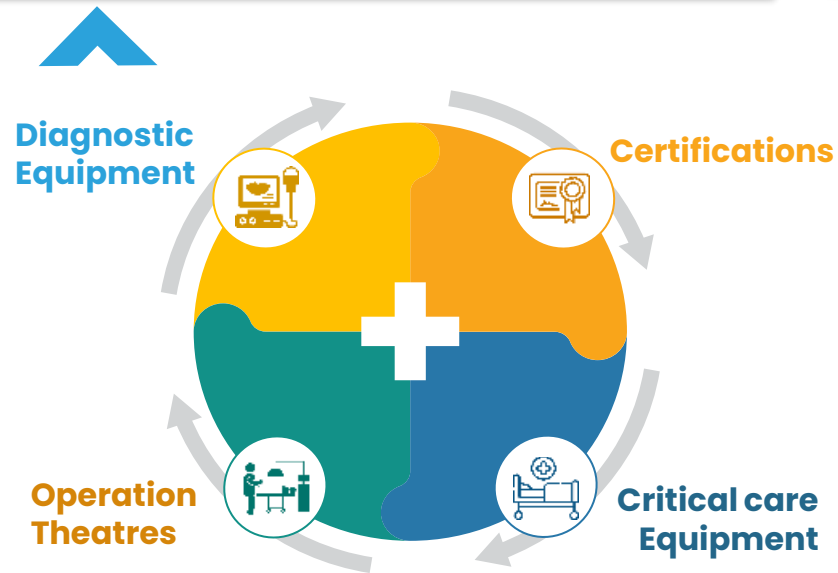 Diagnostic
Equipment
Certifications
Operation
Theatres
Critical care
Equipment